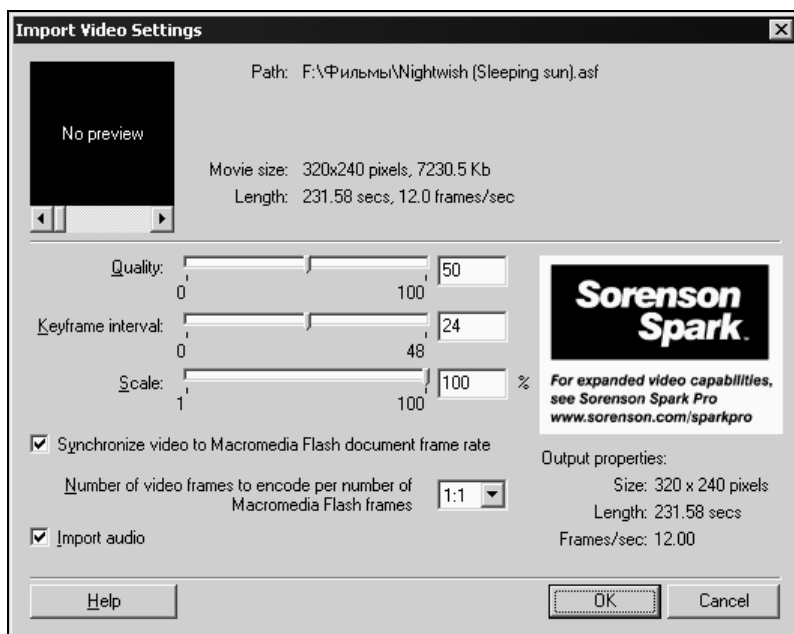 Import Video Settings
No preview
Path: F:\Фильмы\Nightwish (Sleeping sun).asf
Movie size: 320x240 pixels, 7230.5 Kb
Length: 231.58 secs, 12.0 frames/sec
Quality: 50
0 100
Keyframe interval: 24
0 48
Scale: 100 %
1 100
Sorenson
Spark.
For expanded video capabilities,
see Sorenson Spark Pro
www.sorenson.com/sparkpro
Synchronize video to Macromedia Flash document frame rate
Number of video frames to encode per number of
Macromedia Flash frames
1:1
Import audio
Output properties:
Size: 320 x 240 pixels
Length: 231.58 secs
Frames/sec: 12.00
Help
OK
Cancel